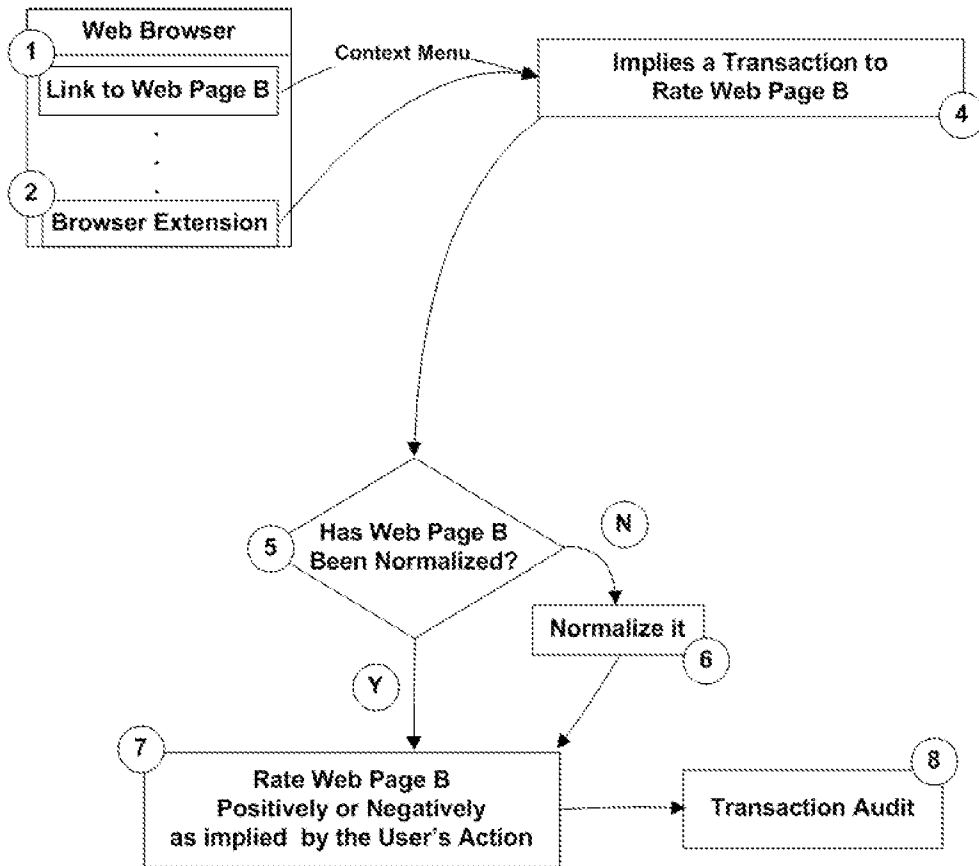 Web Browser
1
Link to Web Page B
Context Menu
Implies a Transaction to
Rate Web Page B
4
2
Browser Extension
5
Has Web Page B
Been Normalized?
N
Normalize it
6
Y
7
Rate Web Page B
Positively or Negatively
as implied by the User's Action
8
Transaction Audit